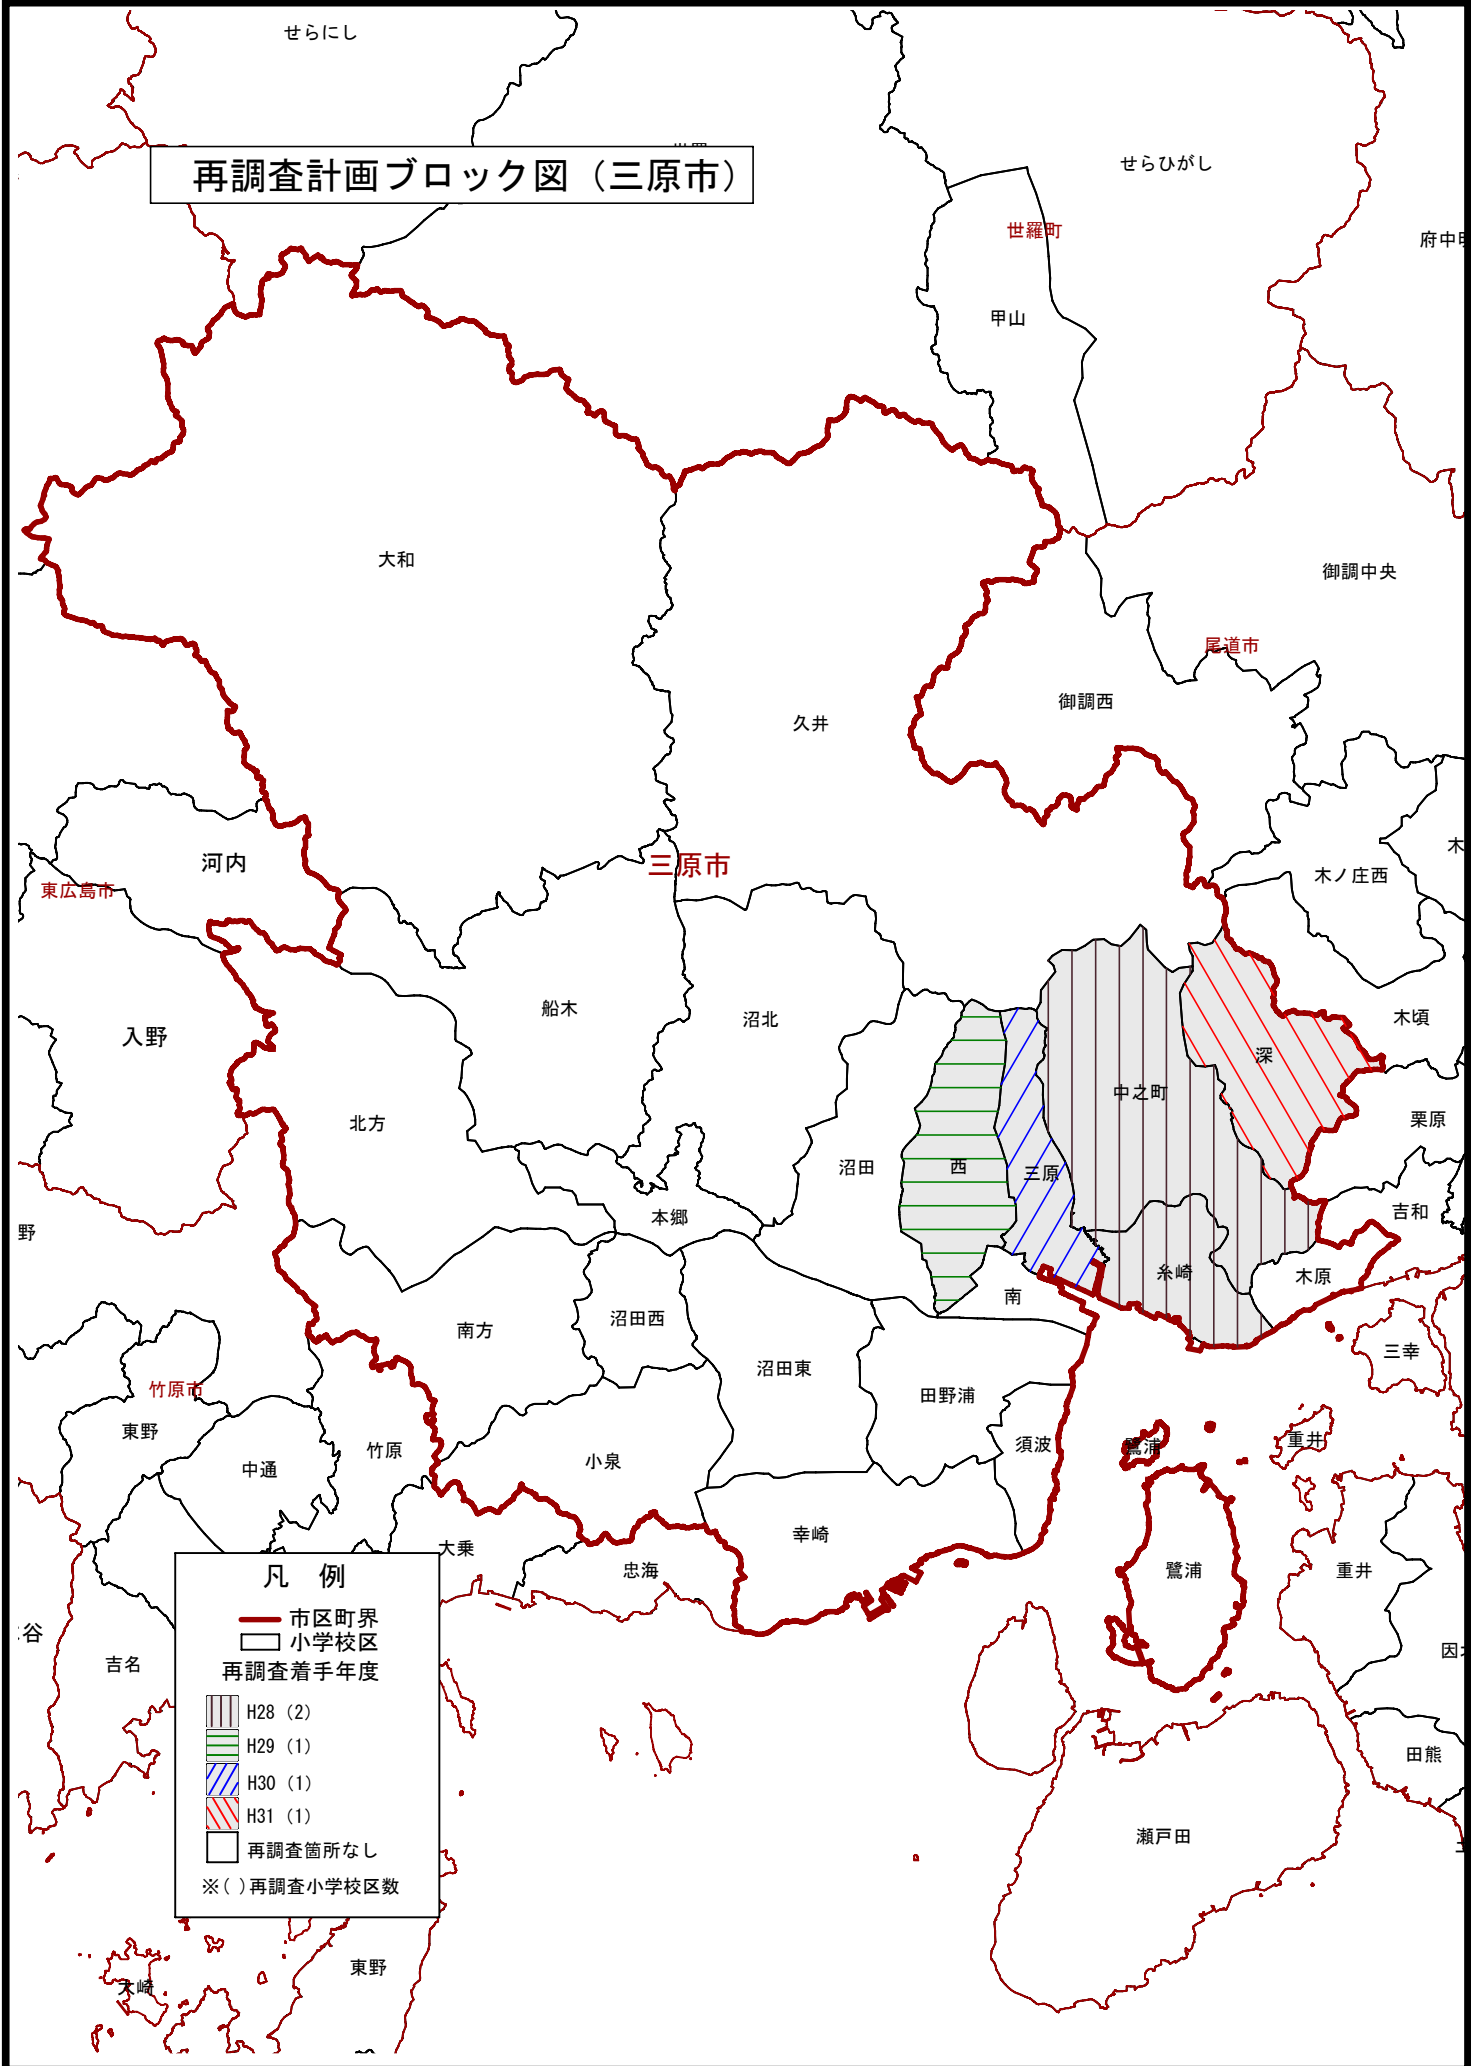 せらにし
再調査計画ブロック図（三原市）
せらひがし
世羅町
府中
甲山
大和
御調中央
尾道市
御調西
久井
河内
三原市
東広島市
木ノ庄西
木
船木
沼北
木頃
入野
深
中之町
北方
栗原
沼田
西
三原
本郷
吉和
野
糸崎
木原
南
南方
沼田西
三幸
沼田東
竹原市
田野浦
東野
須波
鷺浦
重井
竹原
中通
小泉
幸崎
大乗
忠海
鷺浦
重井
谷
吉名
因
田熊
瀬戸田
東野
大崎
凡 例
市区町界
小学校区
再調査着手年度
H28（2）
H29（1）
H30（1）
H31（1）
再調査箇所なし
※( )再調査小学校区数